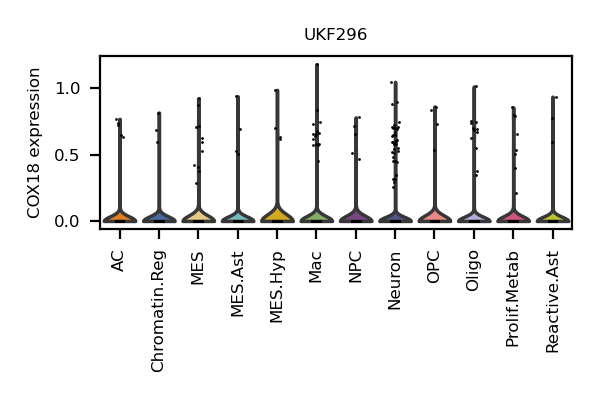 UKF296
COX18 expression
1.0
0.5
0.0
AC
Chromatin.Reg
MES
MES.Ast
MES.Hyp
Mac
NPC
Neuron
OPC
Oligo
Prolif.Metab
Reactive.Ast